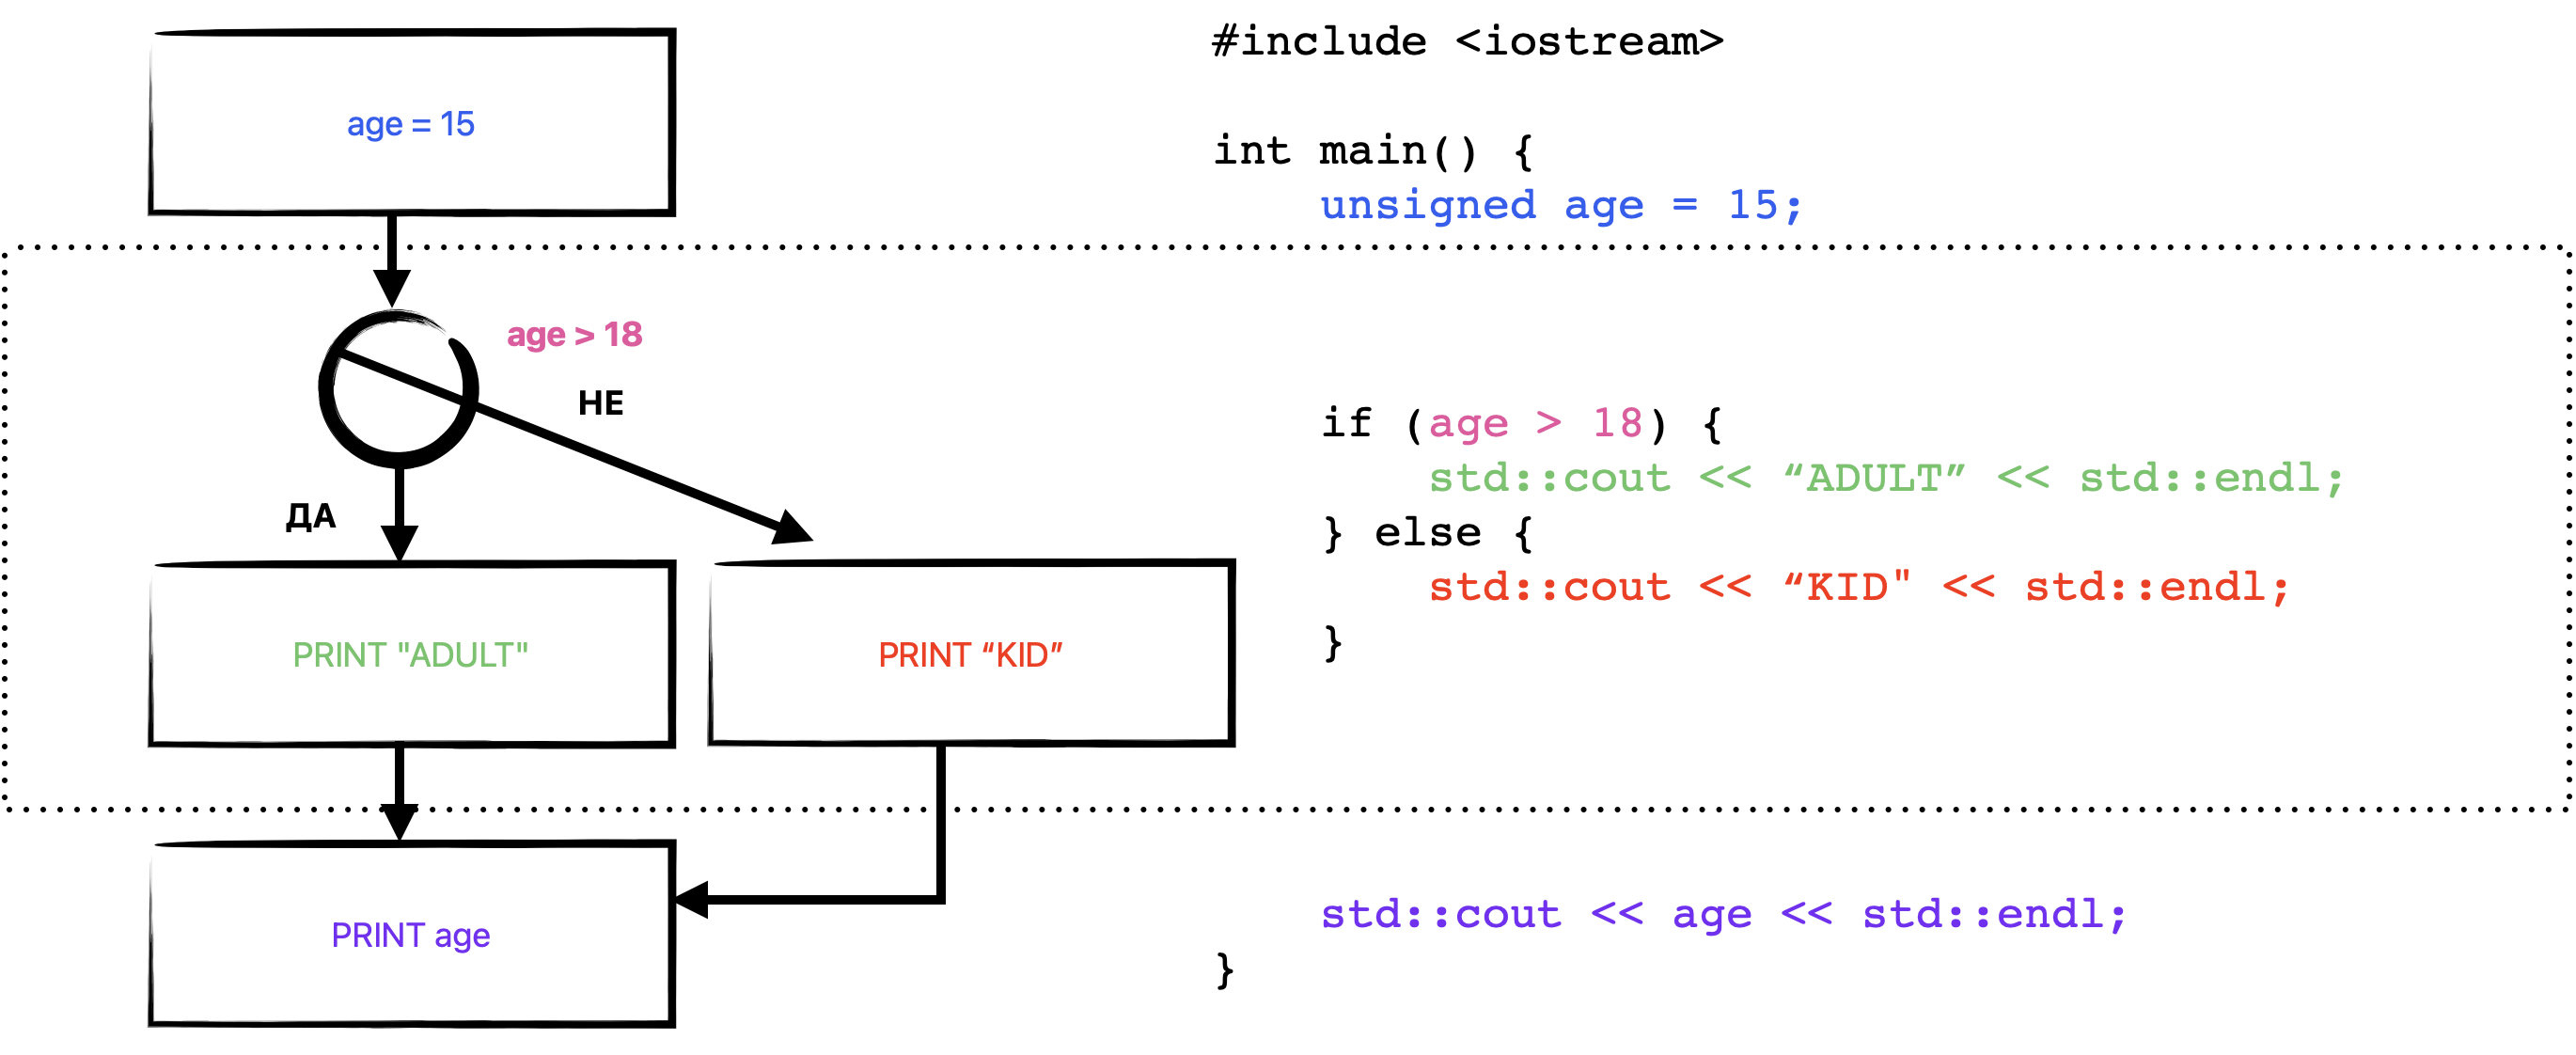 age = 15
age > 18
НЕ
ДА
PRINT "ADULT"
PRINT “KID”
PRINT age
#include <iostream>
int main() {
unsigned age = 15;
if (age > 18) {
std::cout << “ADULT” << std::endl;
} else {
std::cout << “KID" << std::endl;
}
std::cout << age << std::endl;
}